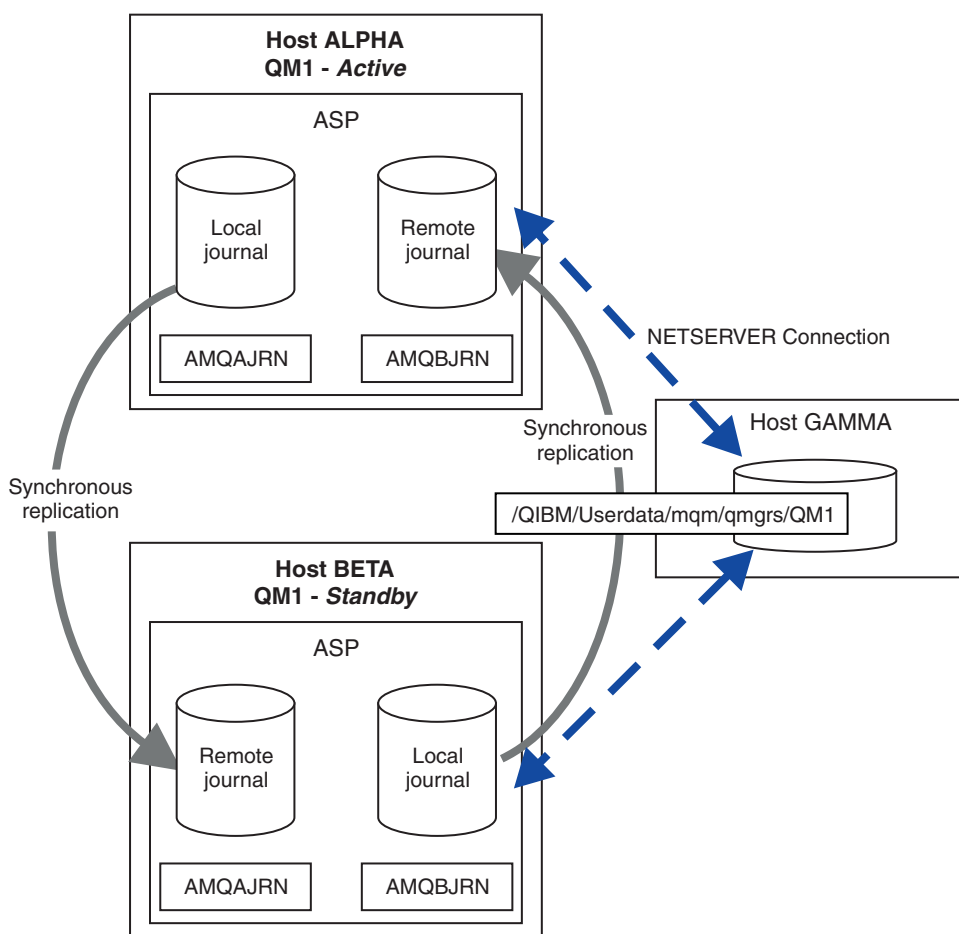 Host ALPHA
QM1 - Active
ASP
Local
journal
Remote
journal
AMQAJRN
AMQBJRN
NETSERVER Connection
Synchronous
replication
Synchronous
replication
Host GAMMA
/QIBM/Userdata/mqm/qmgrs/QM1
Host BETA
QM1 - Standby
ASP
Remote
journal
Local
journal
AMQAJRN
AMQBJRN